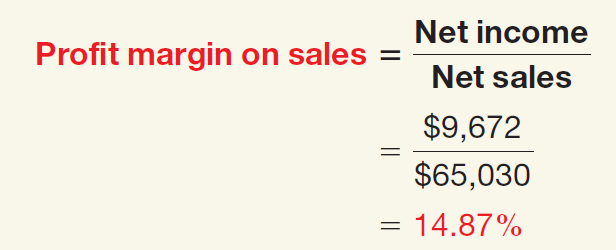 Profit margin on sales = Net income
Net sales
= $9,672
$65,030
= 14.87%